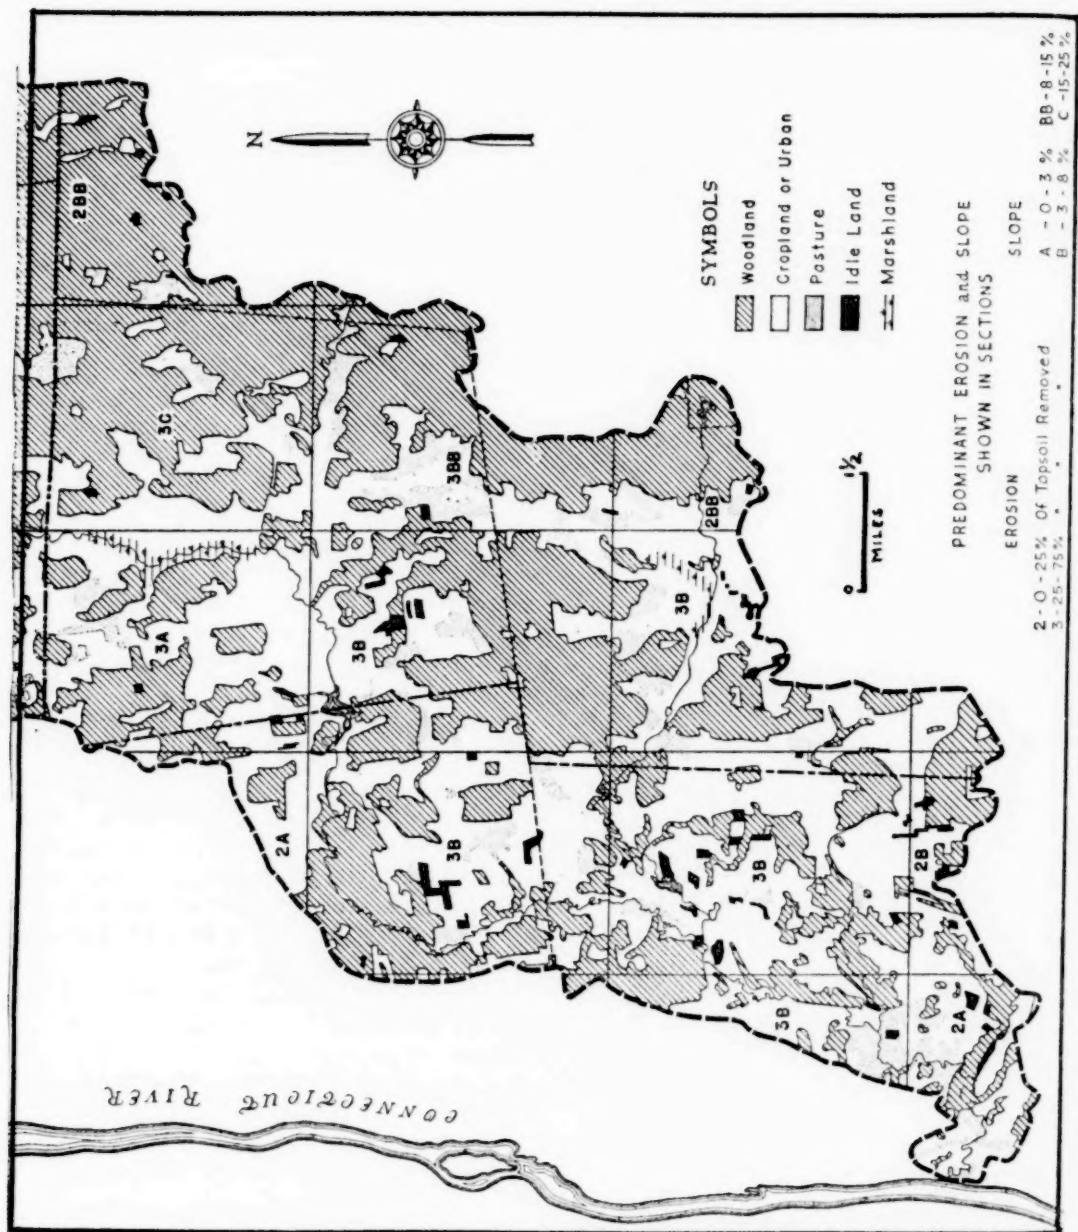 N
2BB
3C
3BB
3A
3B
2BB
3B
2A
3B
3B
2B
3B
2A
CONNECTICUT RIVER
SYMBOLS
Woodland
Cropland or Urban
Pasture
Idle Land
Marshland
0 1½
MILES
PREDOMINANT EROSION and SLOPE
SHOWN IN SECTIONS
EROSION SLOPE
2 - 0-25% Of Topsoil Removed A - 0-3% BB-8-15%
3-25-75% " " " B - 3-8% C -15-25%